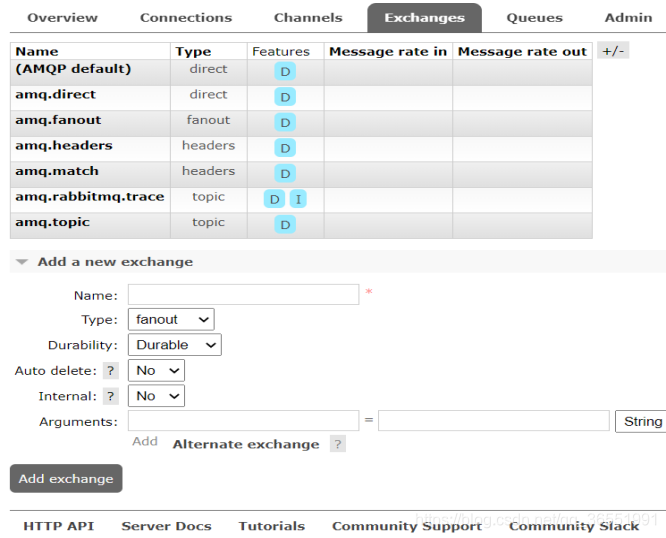 Overview Connections Channels Exchanges Queues Admin
Name Type Features Message rate in Message rate out +/-
(AMQP default) direct D
amq.direct direct D
amq.fanout fanout D
amq.headers headers D
amq.match headers D
amq.rabbitmq.trace topic D I
amq.topic topic D
Add a new exchange
Name: *
Type: fanout
Durability: Durable
Auto delete: ? No
Internal: ? No
Arguments: = String
Add Alternate exchange ?
Add exchange
HTTP API Server Docs Tutorials Community Support Community Slack
https://blog.csdn.net/qq_36551991